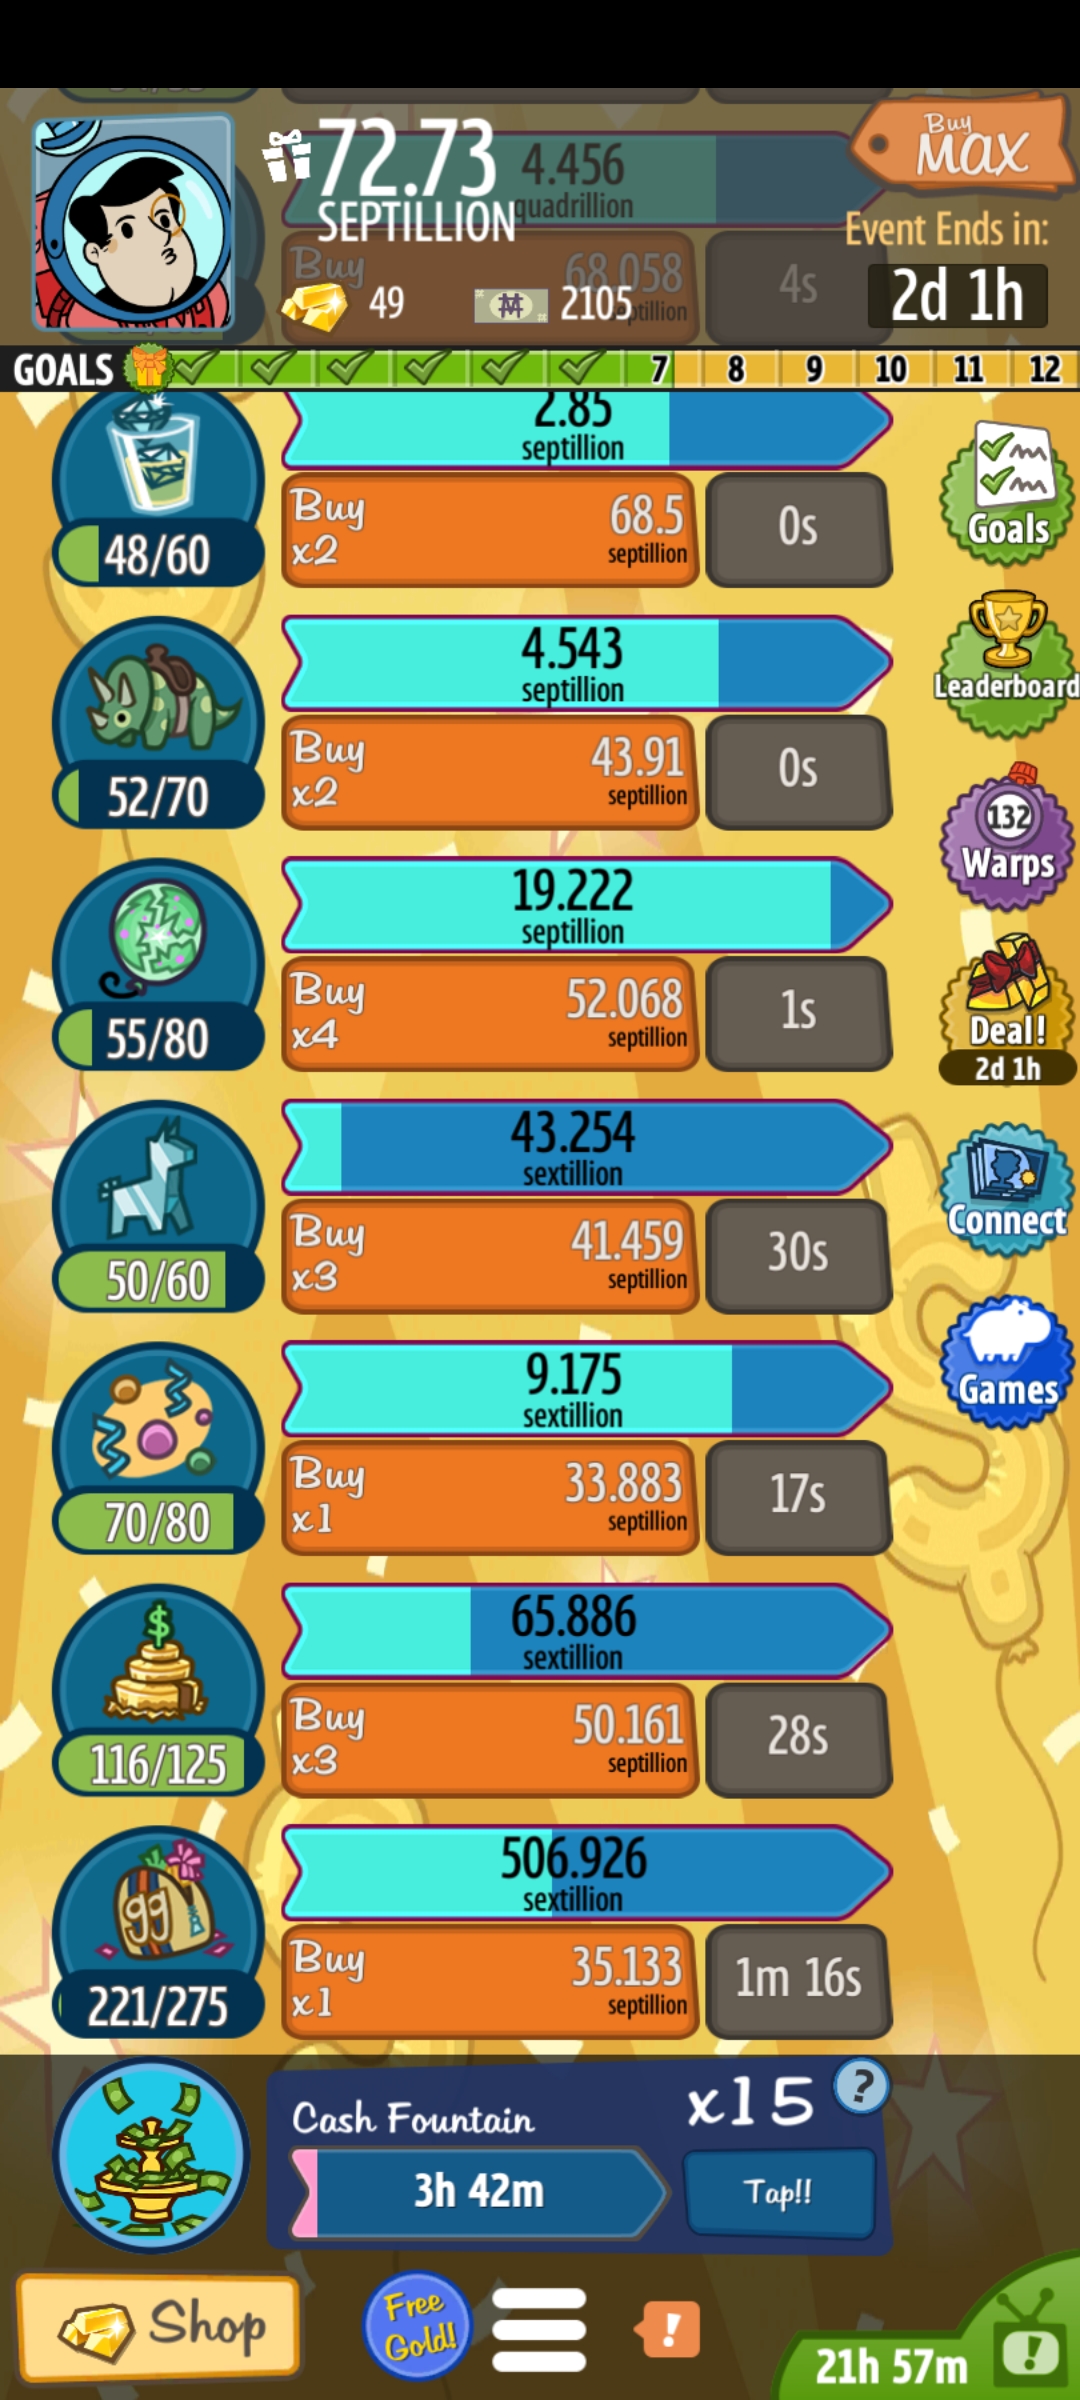 72.73
SEPTILLION
4.456
quadrillion
Buy
MAX
Event Ends in:
2d 1h
Buy
68.058
4s
49
2105
GOALS
7 8 9 10 11 12
2.85
septillion
Buy
x2
68.5
septillion
0s
48/60
Goals
4.543
septillion
Buy
x2
43.91
septillion
0s
52/70
Leaderboard
19.222
septillion
Buy
x4
52.068
septillion
1s
55/80
132
Warps
Deal!
2d 1h
43.254
sextillion
Buy
x3
41.459
septillion
30s
50/60
Connect
9.175
sextillion
Buy
x1
33.883
septillion
17s
70/80
Games
65.886
sextillion
Buy
x3
50.161
septillion
28s
$
116/125
506.926
sextillion
Buy
x1
35.133
septillion
1m 16s
gg
221/275
Cash Fountain
x15
?
3h 42m
Tap!!
Shop
Free
Gold!
!
21h 57m
!